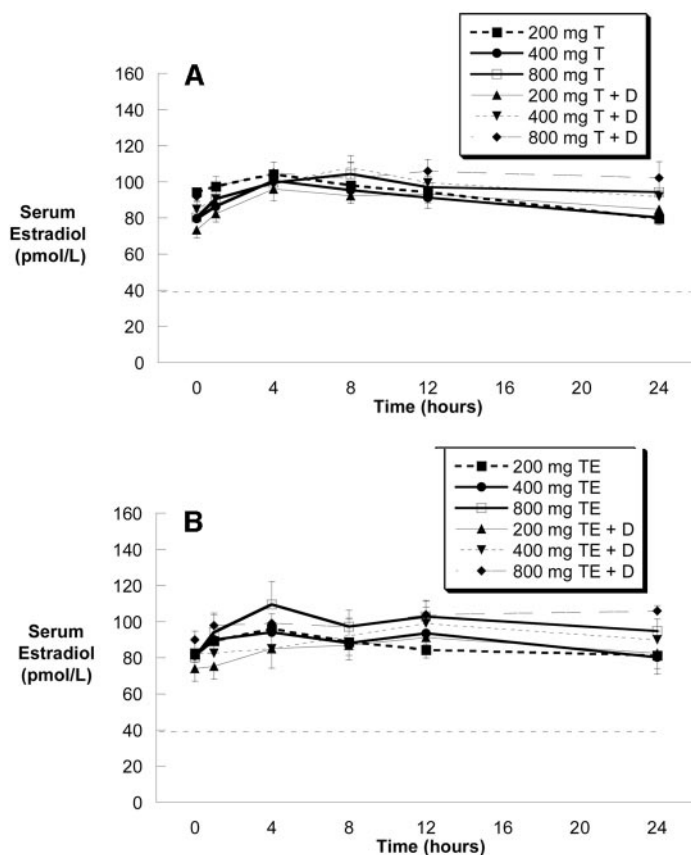 A
200 mg T
400 mg T
800 mg T
200 mg T + D
400 mg T + D
800 mg T + D
160
140
120
100
80
60
40
20
0
Serum
Estradiol
(pmol/L)
0 4 8 12 16 20 24
Time (hours)
B
200 mg TE
400 mg TE
800 mg TE
200 mg TE + D
400 mg TE + D
800 mg TE + D
160
140
120
100
80
60
40
20
0
Serum
Estradiol
(pmol/L)
0 4 8 12 16 20 24
Time (hours)